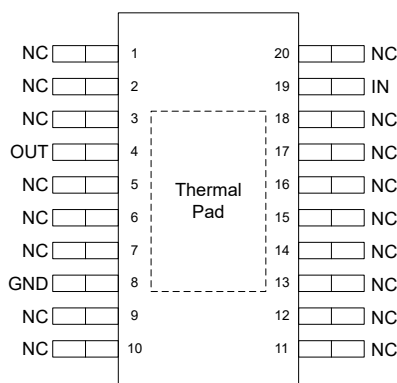 NC 1 20 NC
NC 2 19 IN
NC 3 18 NC
OUT 4 17 NC
NC 5 16 NC
Thermal
Pad
NC 6 15 NC
NC 7 14 NC
GND 8 13 NC
NC 9 12 NC
NC 10 11 NC